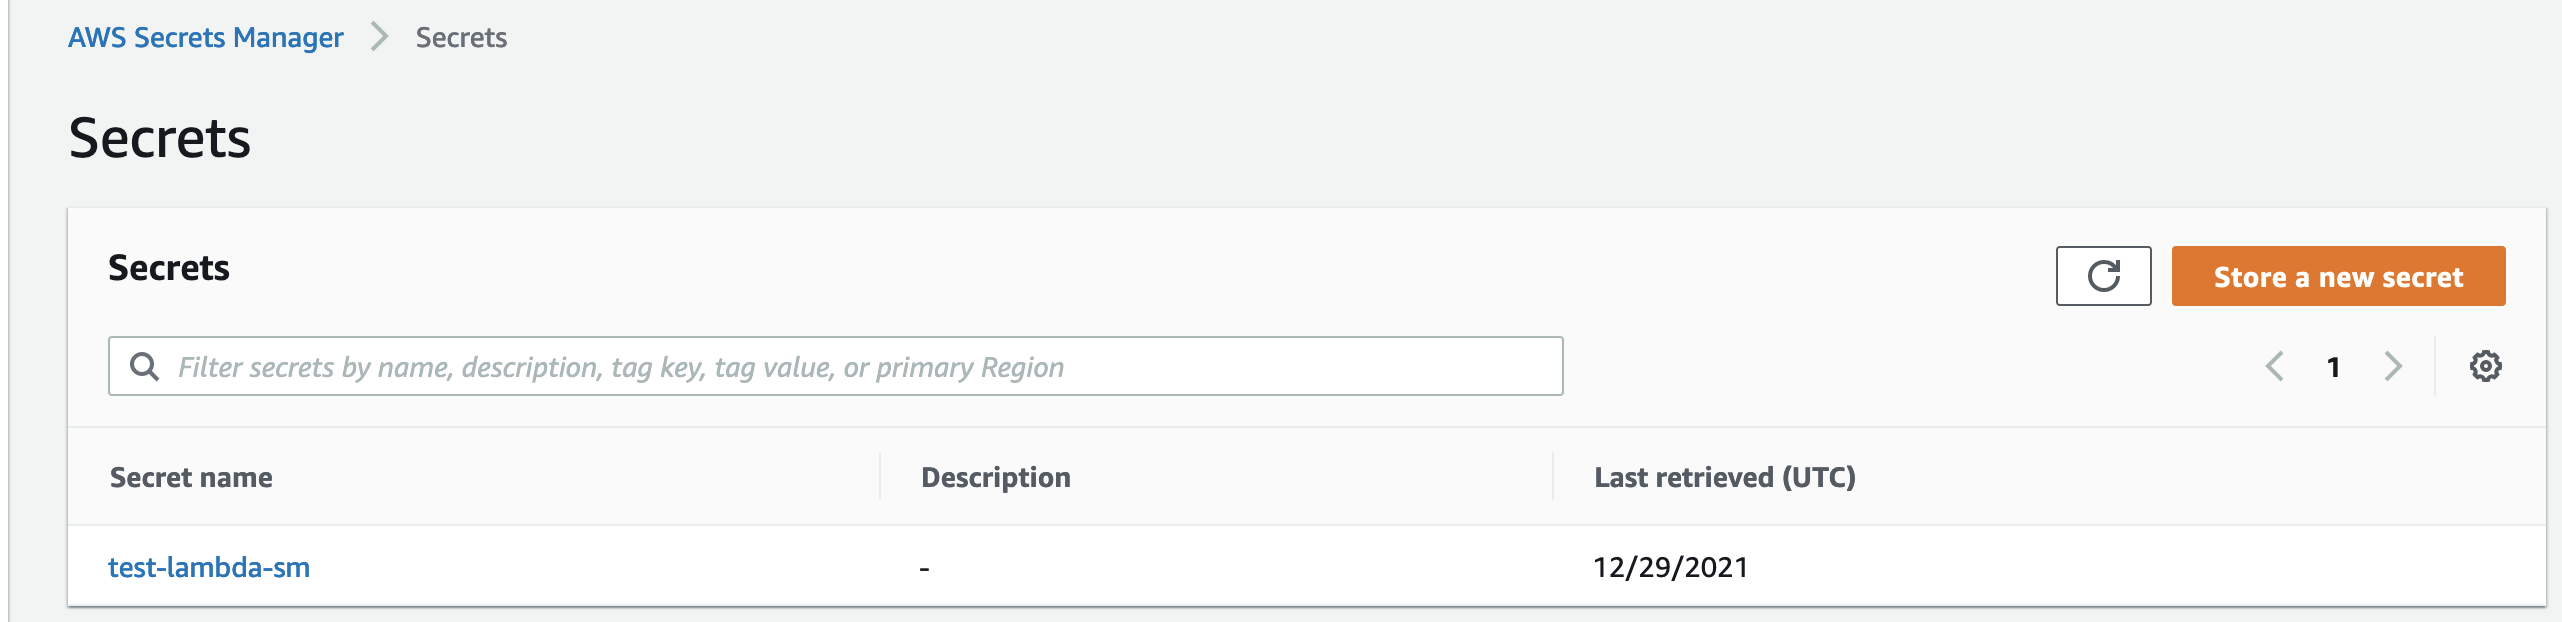 AWS Secrets Manager > Secrets
Secrets
Secrets
Store a new secret
Filter secrets by name, description, tag key, tag value, or primary Region
1
Secret name Description Last retrieved (UTC)
test-lambda-sm - 12/29/2021